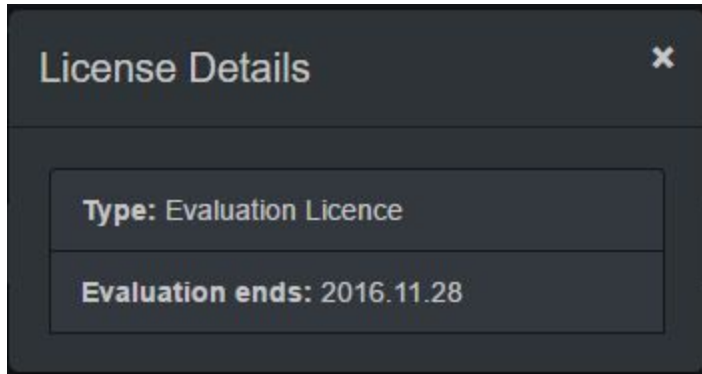 License Details
Type: Evaluation Licence
Evaluation ends: 2016.11.28